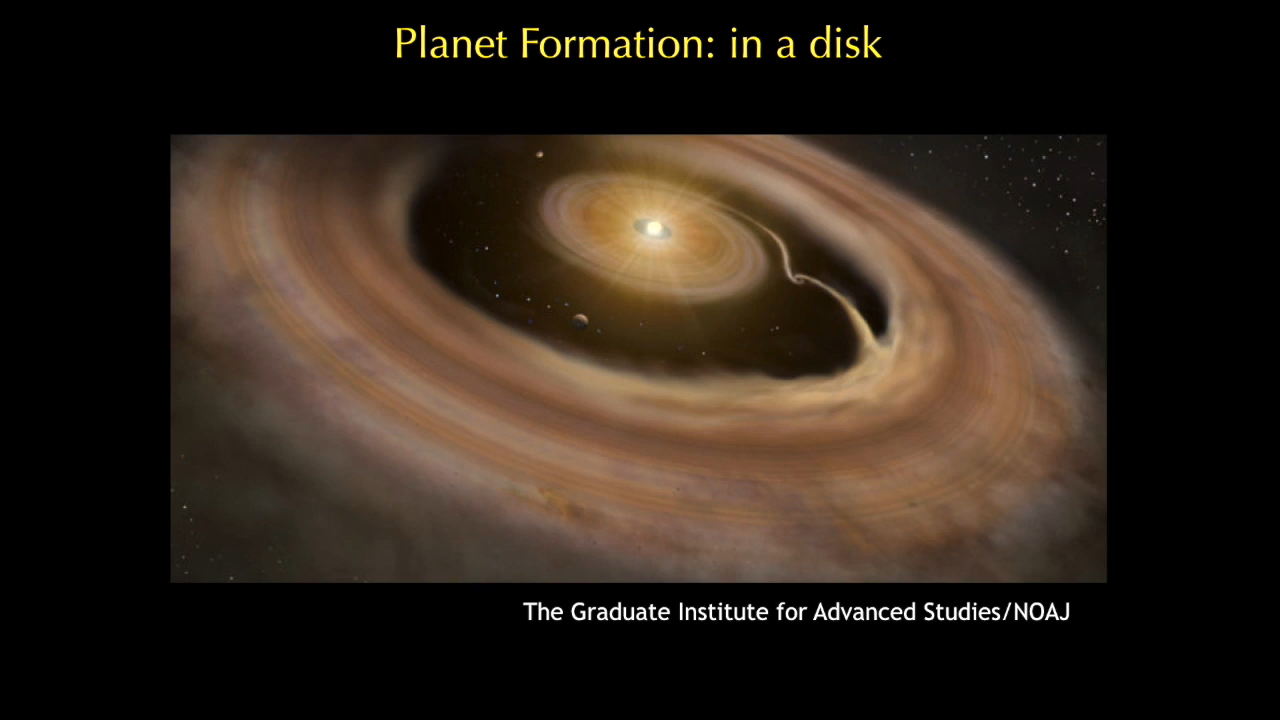 Planet Formation: in a disk
The Graduate Institute for Advanced Studies/NOAJ